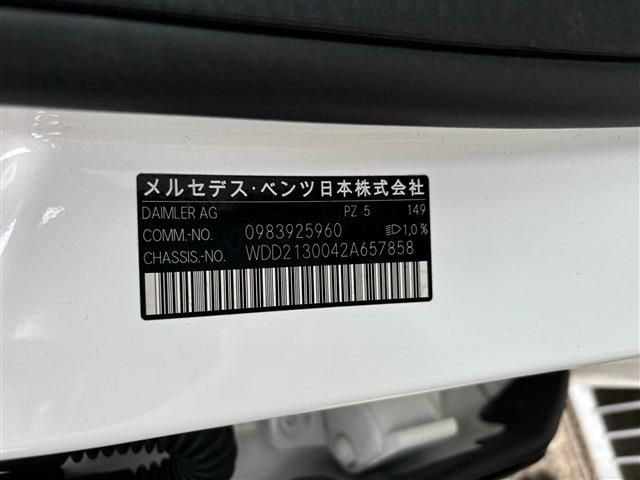 メルセデス・ベンツ日本株式会社
DAIMLER AG PZ 5 149
COMM.-NO. 0983925960 1,0 %
CHASSIS.-NO. WDD2130042A657858